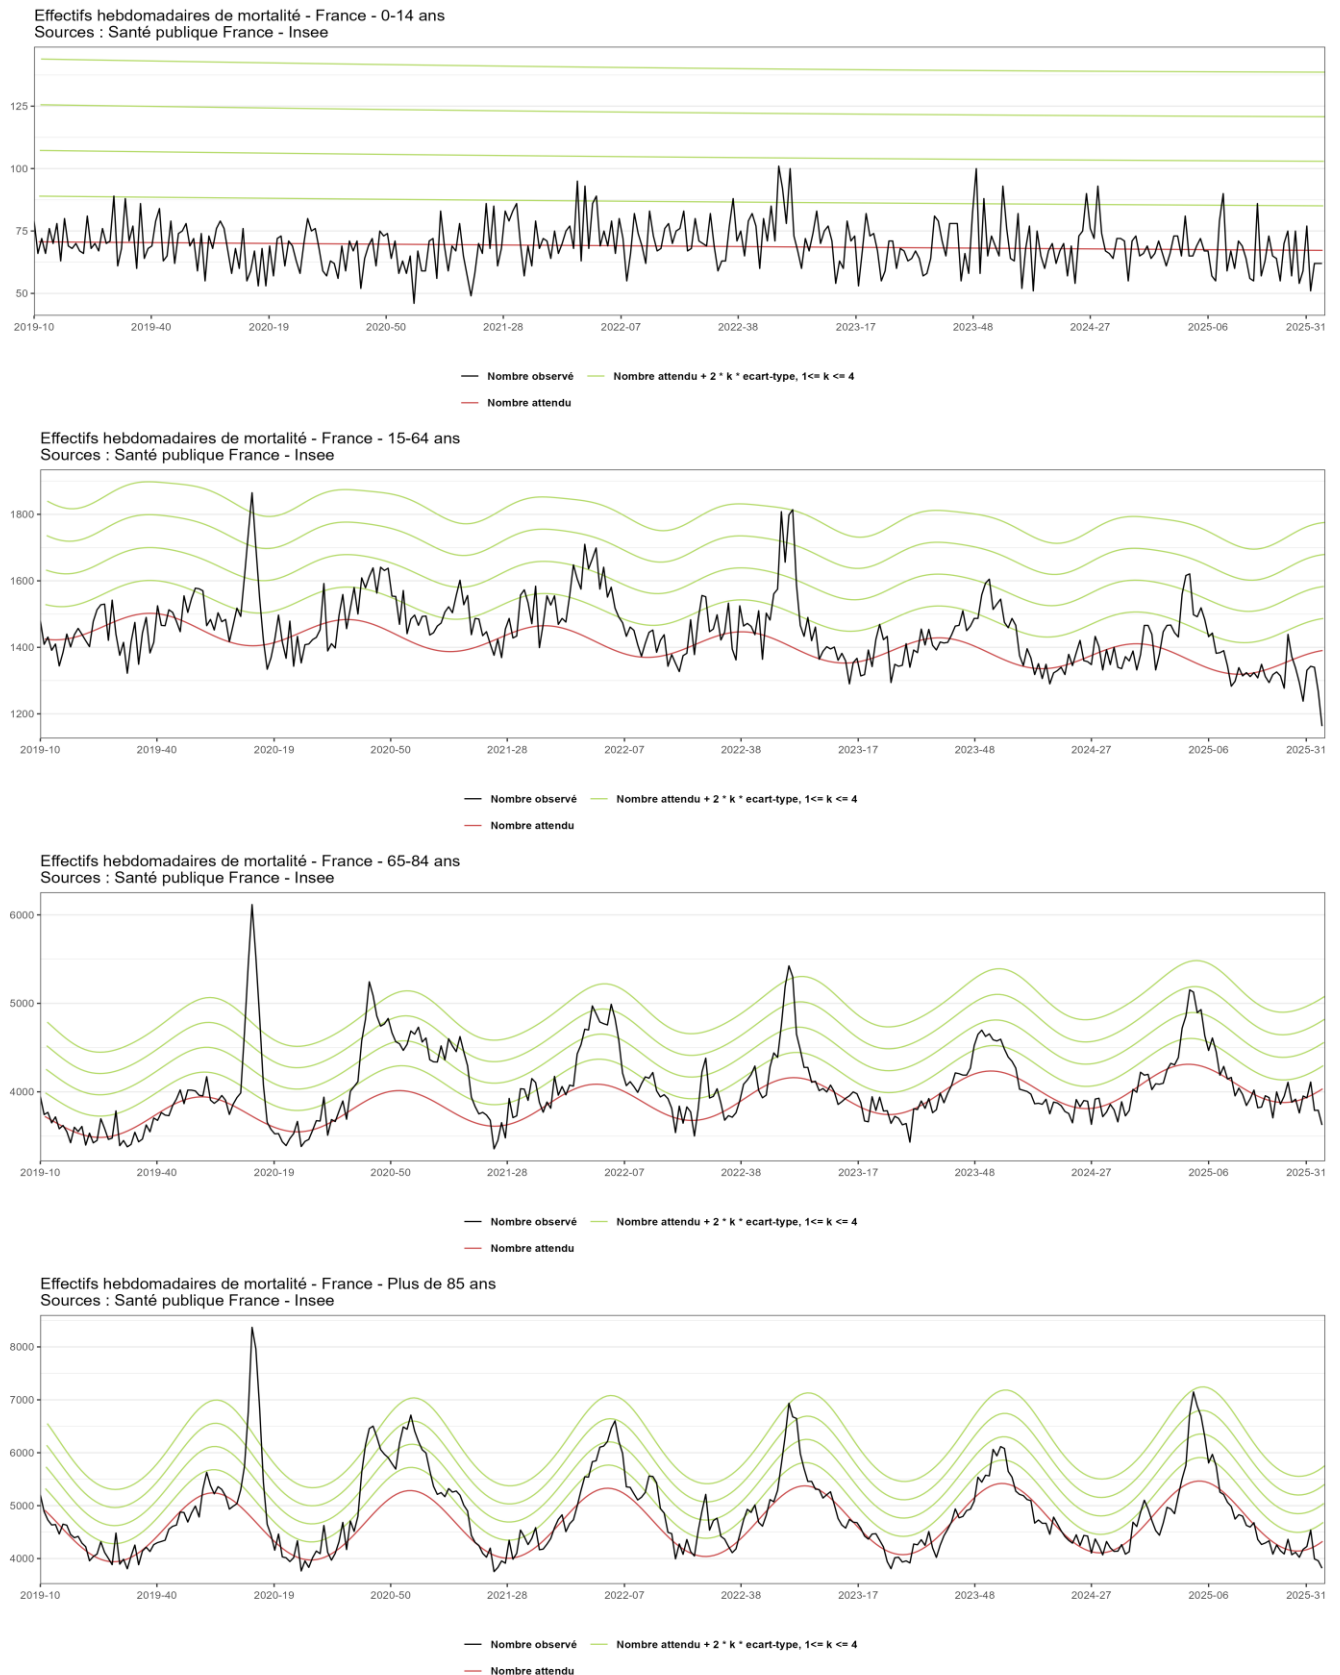 Effectifs hebdomadaires de mortalité - France - 0-14 ans
Sources : Santé publique France - Insee
125
100
75
50
2019-10 2019-40 2020-19 2020-50 2021-28 2022-07 2022-38 2023-17 2023-48 2024-27 2025-06 2025-31
Nombre observé Nombre attendu + 2 * k * ecart-type, 1<= k <= 4
Nombre attendu
Effectifs hebdomadaires de mortalité - France - 15-64 ans
Sources : Santé publique France - Insee
1800
1600
1400
1200
2019-10 2019-40 2020-19 2020-50 2021-28 2022-07 2022-38 2023-17 2023-48 2024-27 2025-06 2025-31
Nombre observé Nombre attendu + 2 * k * ecart-type, 1<= k <= 4
Nombre attendu
Effectifs hebdomadaires de mortalité - France - 65-84 ans
Sources : Santé publique France - Insee
6000
5000
4000
2019-10 2019-40 2020-19 2020-50 2021-28 2022-07 2022-38 2023-17 2023-48 2024-27 2025-06 2025-31
Nombre observé Nombre attendu + 2 * k * ecart-type, 1<= k <= 4
Nombre attendu
Effectifs hebdomadaires de mortalité - France - Plus de 85 ans
Sources : Santé publique France - Insee
8000
7000
6000
5000
4000
2019-10 2019-40 2020-19 2020-50 2021-28 2022-07 2022-38 2023-17 2023-48 2024-27 2025-06 2025-31
Nombre observé Nombre attendu + 2 * k * ecart-type, 1<= k <= 4
Nombre attendu